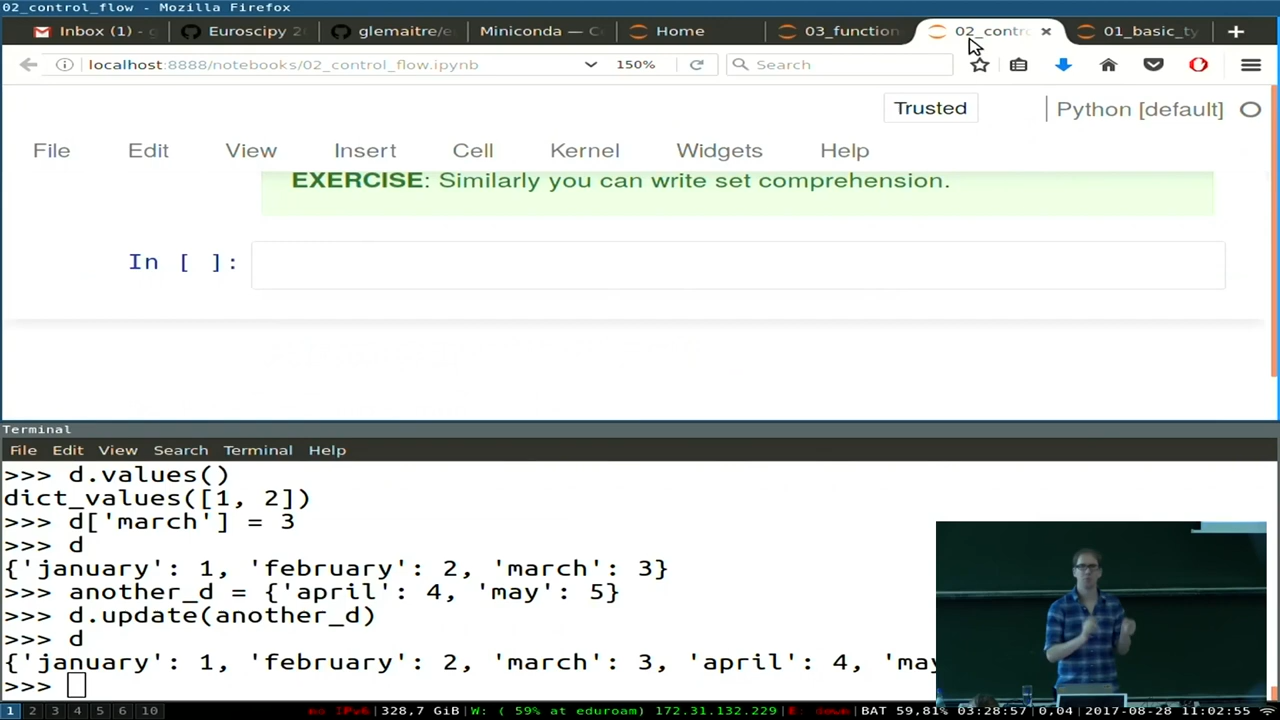 02_control_flow - Mozilla Firefox
Inbox (1) - g
Euroscipy 2
glemaitre/e
Miniconda — C
Home
03_function
02_contro
01_basic_ty
localhost:8888/notebooks/02_control_flow.ipynb
150%
Search
Trusted
Python [default]
File Edit View Insert Cell Kernel Widgets Help
EXERCISE: Similarly you can write set comprehension.
In [ ]:
Terminal
File Edit View Search Terminal Help
>>> d.values()
dict_values([1, 2])
>>> d['march'] = 3
>>> d
{'january': 1, 'february': 2, 'march': 3}
>>> another_d = {'april': 4, 'may': 5}
>>> d.update(another_d)
>>> d
{'january': 1, 'february': 2, 'march': 3, 'april': 4, 'may
>>>
1 2 3 4 5 6 10
no IPv6|328,7 GiB|W: ( 59% at eduroam) 172.31.132.229|E: down|BAT 59,81% 03:28:57|0,04|2017-08-28 11:02:55